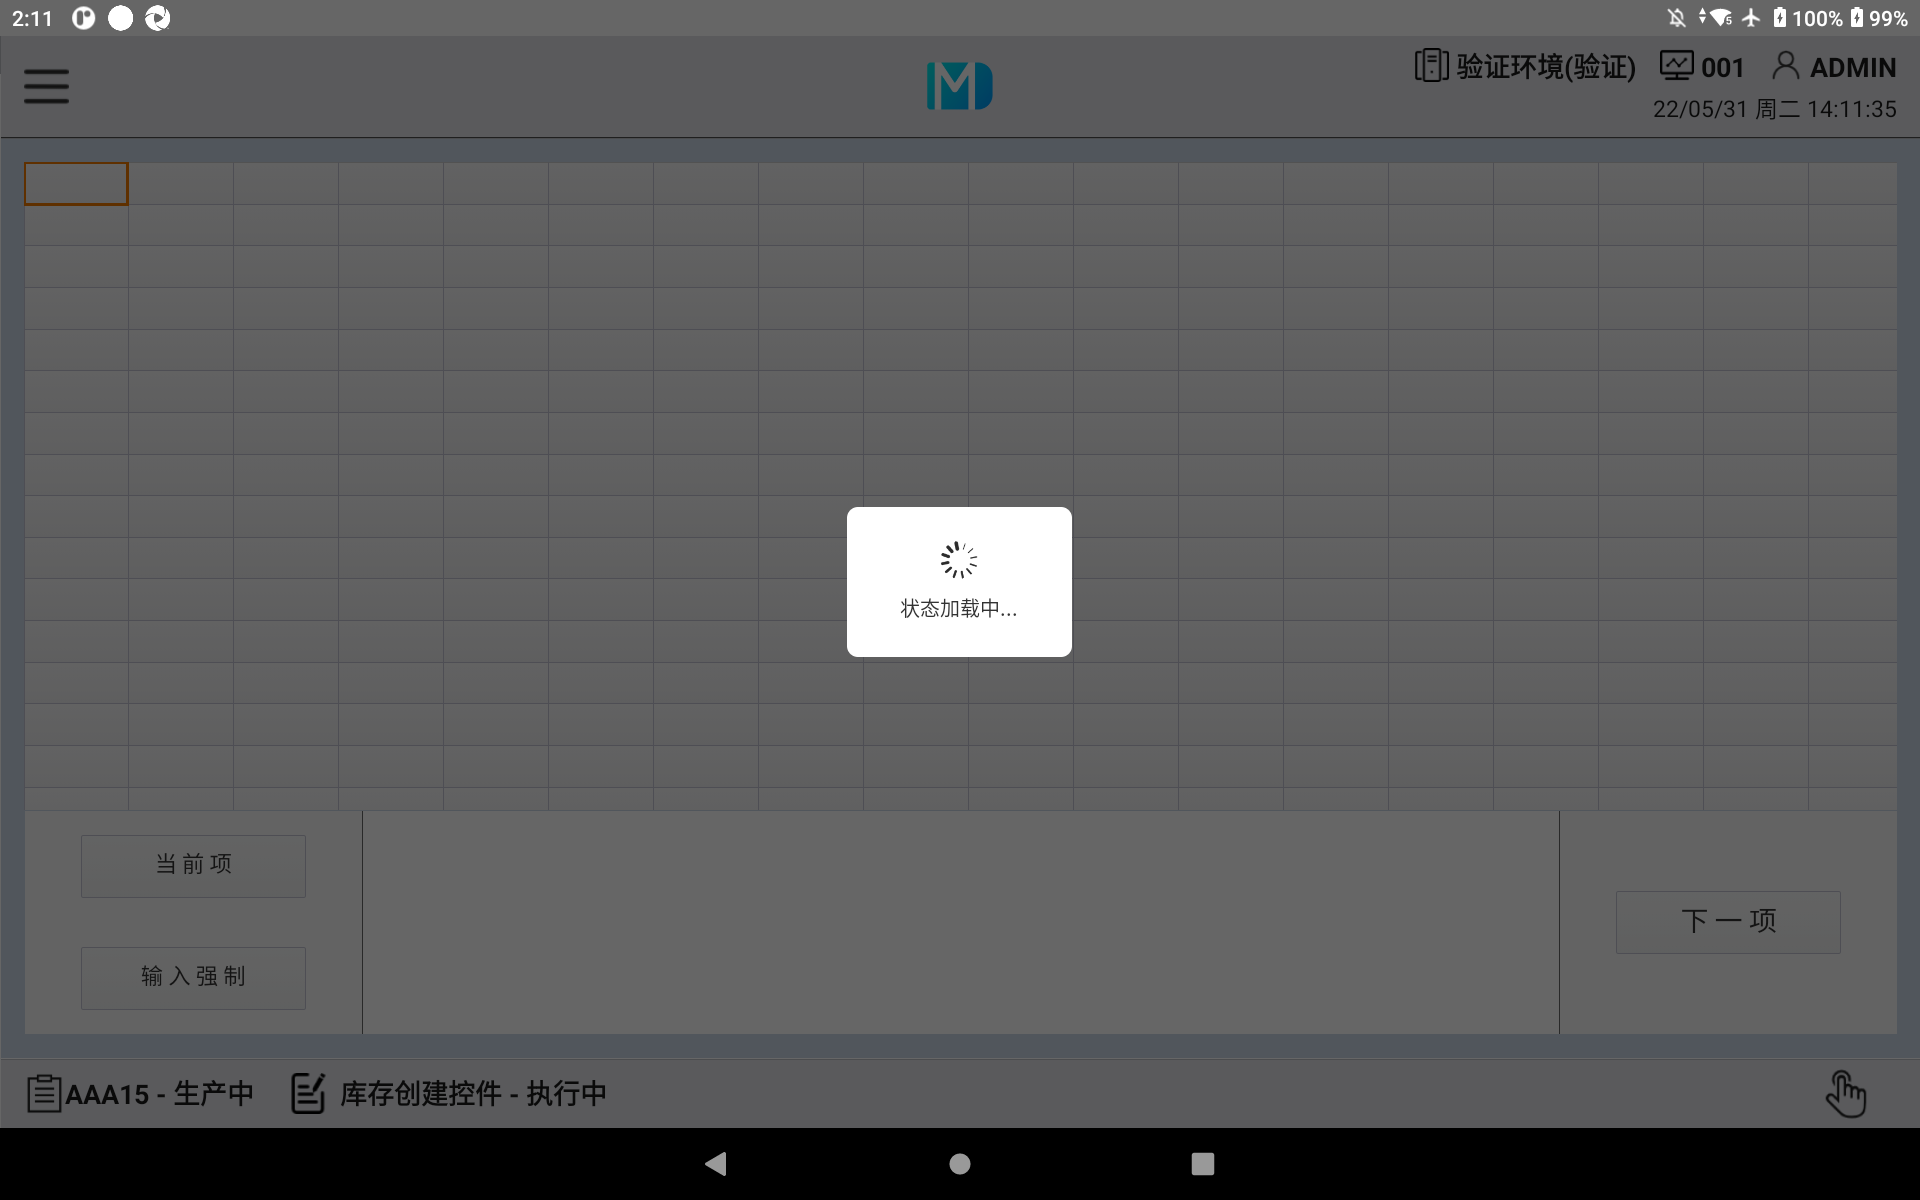 2:11
5 100% 99%
验证环境(验证) 001 ADMIN
22/05/31 周二 14:11:35
状态加载中...
当前项
输入强制
下一项
AAA15 - 生产中 库存创建控件 - 执行中